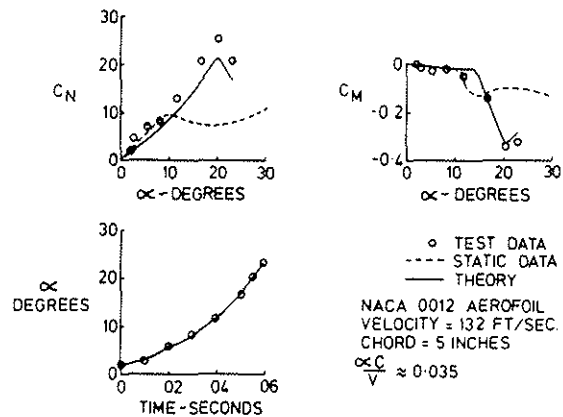 30
20
10
0
C_N
0 10 20 30
α - DEGREES
0
-0·2
-0·4
C_M
0 10 20 30
α - DEGREES
30
20
10
0
α
DEGREES
0 02 04 06
TIME - SECONDS
○ TEST DATA
---- STATIC DATA
— THEORY
NACA 0012 AEROFOIL
VELOCITY = 132 FT/SEC.
CHORD = 5 INCHES
αC/V ≈ 0·035